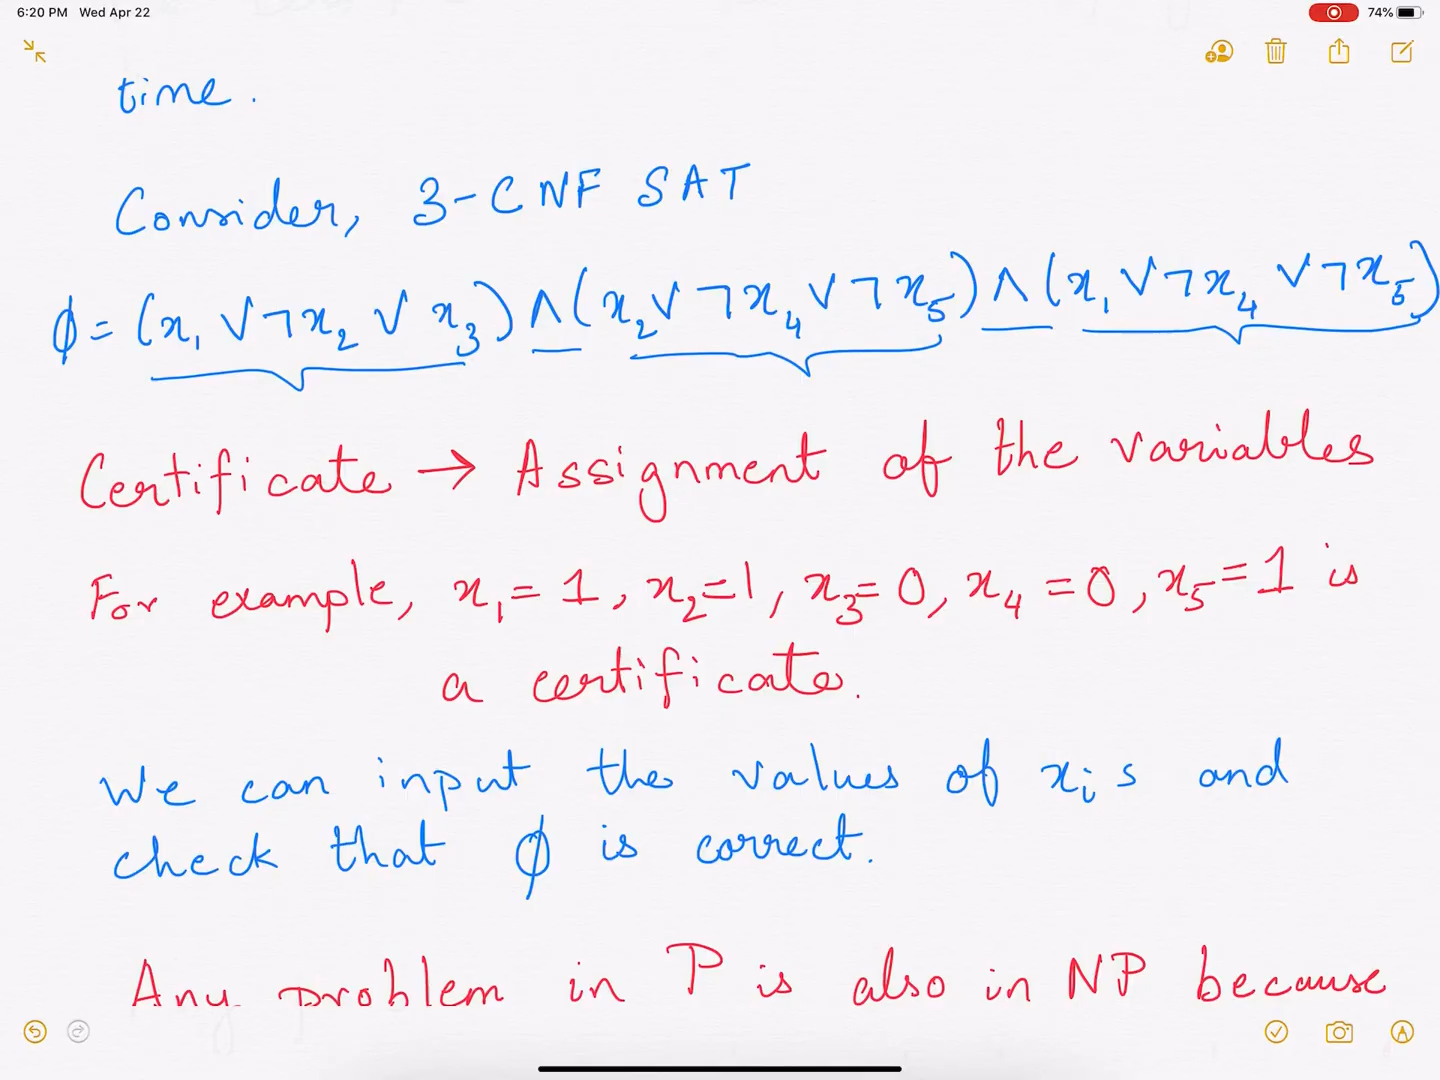 6:20 PM Wed Apr 22
74%
time.
Consider, 3-CNF SAT
ϕ = (x₁ ∨ ¬x₂ ∨ x₃) ∧ (x₂ ∨ ¬x₄ ∨ ¬x₅) ∧ (x₁ ∨ ¬x₄ ∨ ¬x₅)
Certificate → Assignment of the variables
For example, x₁ = 1, x₂=1, x₃=0, x₄ = 0, x₅=1 is
a certificate.
We can input the values of xᵢs and
check that ϕ is correct.
Any problem in P is also in NP because